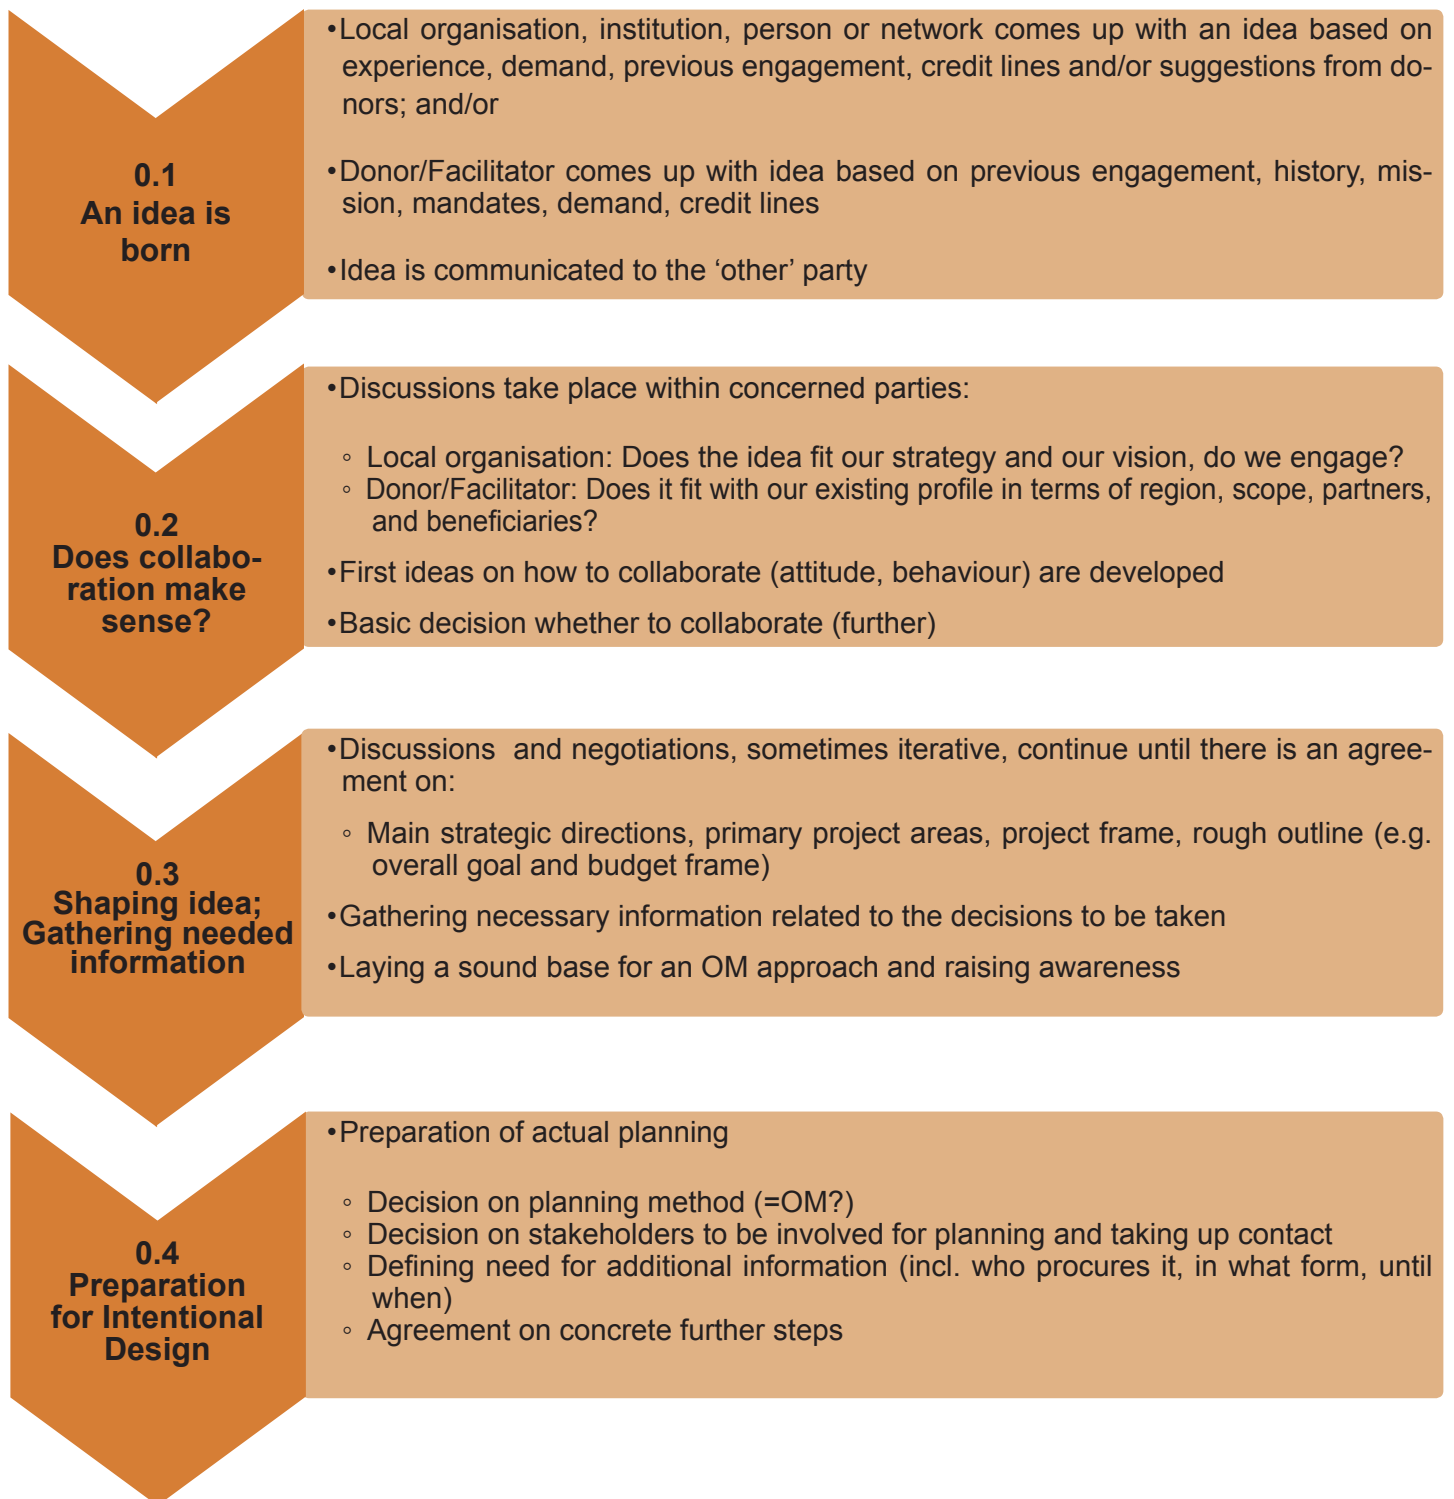 0.1
An idea is
born
•Local organisation, institution, person or network comes up with an idea based on
experience, demand, previous engagement, credit lines and/or suggestions from do-
nors; and/or
•Donor/Facilitator comes up with idea based on previous engagement, history, mis-
sion, mandates, demand, credit lines
•Idea is communicated to the ‘other’ party
0.2
Does collabo-
ration make
sense?
•Discussions take place within concerned parties:
◦ Local organisation: Does the idea fit our strategy and our vision, do we engage?
◦ Donor/Facilitator: Does it fit with our existing profile in terms of region, scope, partners,
and beneficiaries?
•First ideas on how to collaborate (attitude, behaviour) are developed
•Basic decision whether to collaborate (further)
0.3
Shaping idea;
Gathering needed
information
•Discussions and negotiations, sometimes iterative, continue until there is an agree-
ment on:
◦ Main strategic directions, primary project areas, project frame, rough outline (e.g.
overall goal and budget frame)
•Gathering necessary information related to the decisions to be taken
•Laying a sound base for an OM approach and raising awareness
0.4
Preparation
for Intentional
Design
•Preparation of actual planning
◦ Decision on planning method (=OM?)
◦ Decision on stakeholders to be involved for planning and taking up contact
◦ Defining need for additional information (incl. who procures it, in what form, until
when)
◦ Agreement on concrete further steps